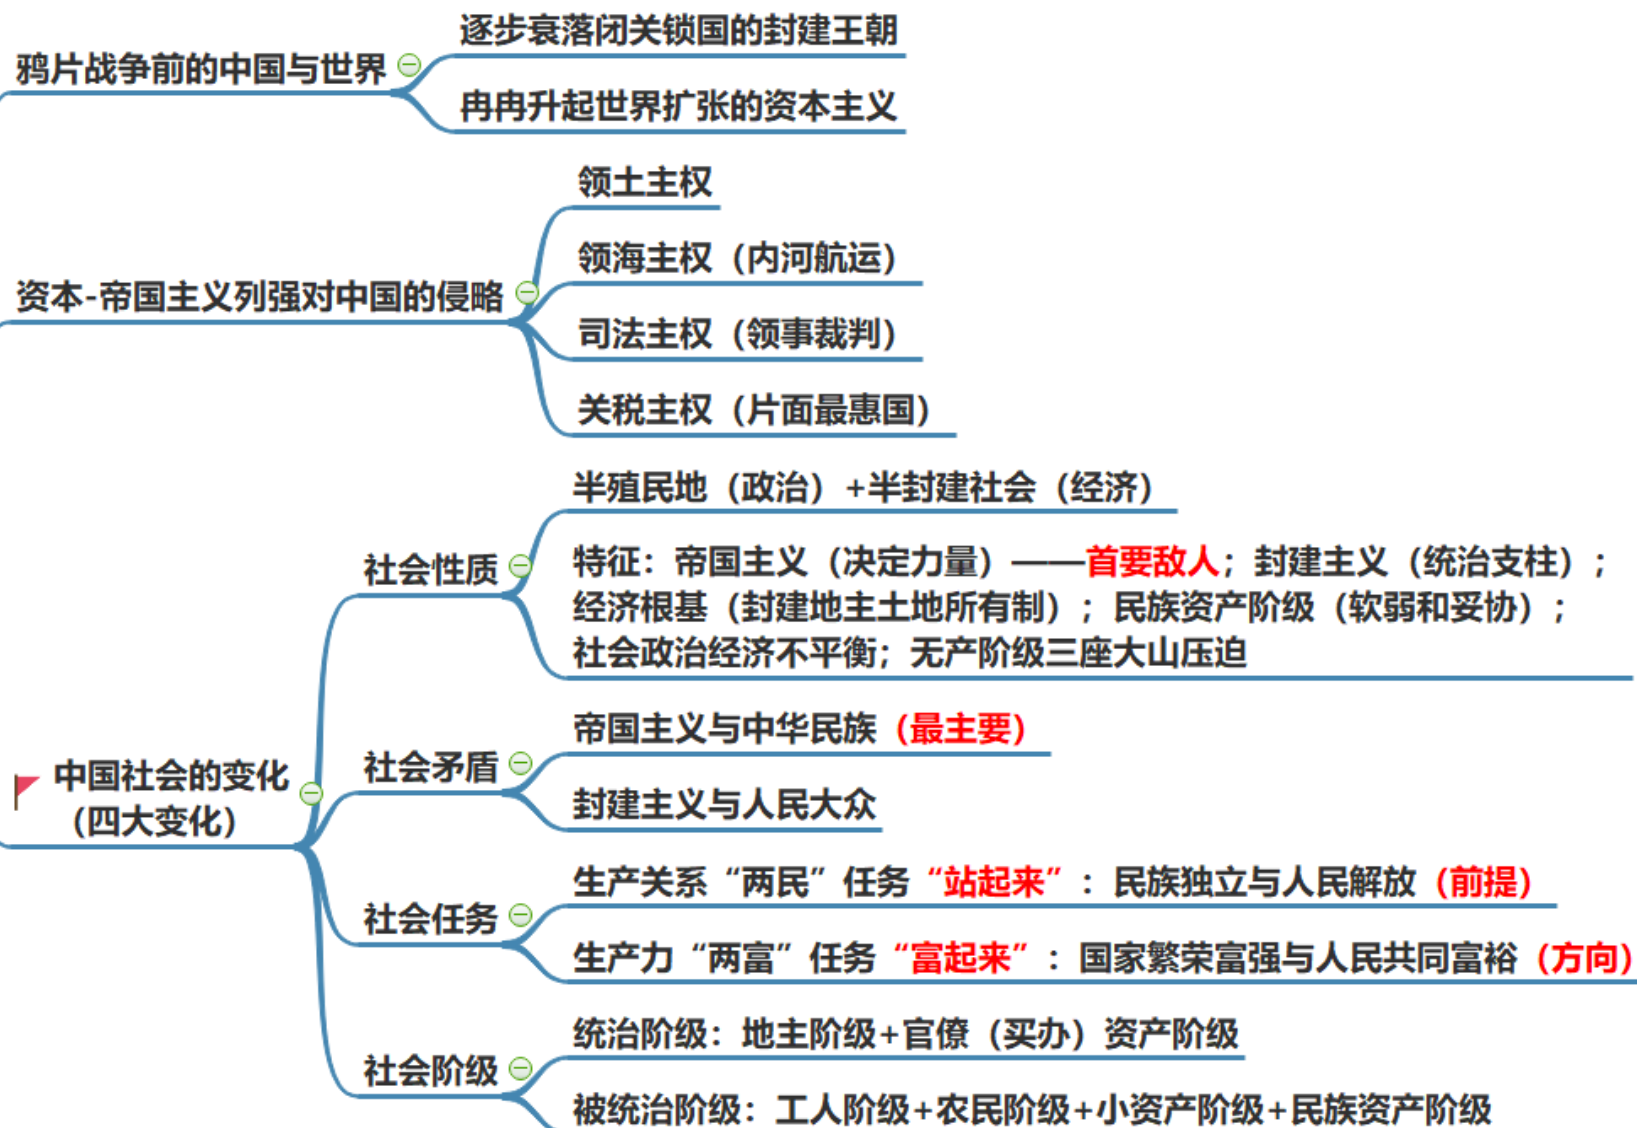 鸦片战争前的中国与世界
逐步衰落闭关锁国的封建王朝
冉冉升起世界扩张的资本主义
资本-帝国主义列强对中国的侵略
领土主权
领海主权（内河航运）
司法主权（领事裁判）
关税主权（片面最惠国）
中国社会的变化
（四大变化）
社会性质
半殖民地（政治）+半封建社会（经济）
特征：帝国主义（决定力量）——首要敌人；封建主义（统治支柱）；
经济根基（封建地主土地所有制）；民族资产阶级（软弱和妥协）；
社会政治经济不平衡；无产阶级三座大山压迫
社会矛盾
帝国主义与中华民族（最主要）
封建主义与人民大众
社会任务
生产关系“两民”任务“站起来”：民族独立与人民解放（前提）
生产力“两富”任务“富起来”：国家繁荣富强与人民共同富裕（方向）
社会阶级
统治阶级：地主阶级+官僚（买办）资产阶级
被统治阶级：工人阶级+农民阶级+小资产阶级+民族资产阶级